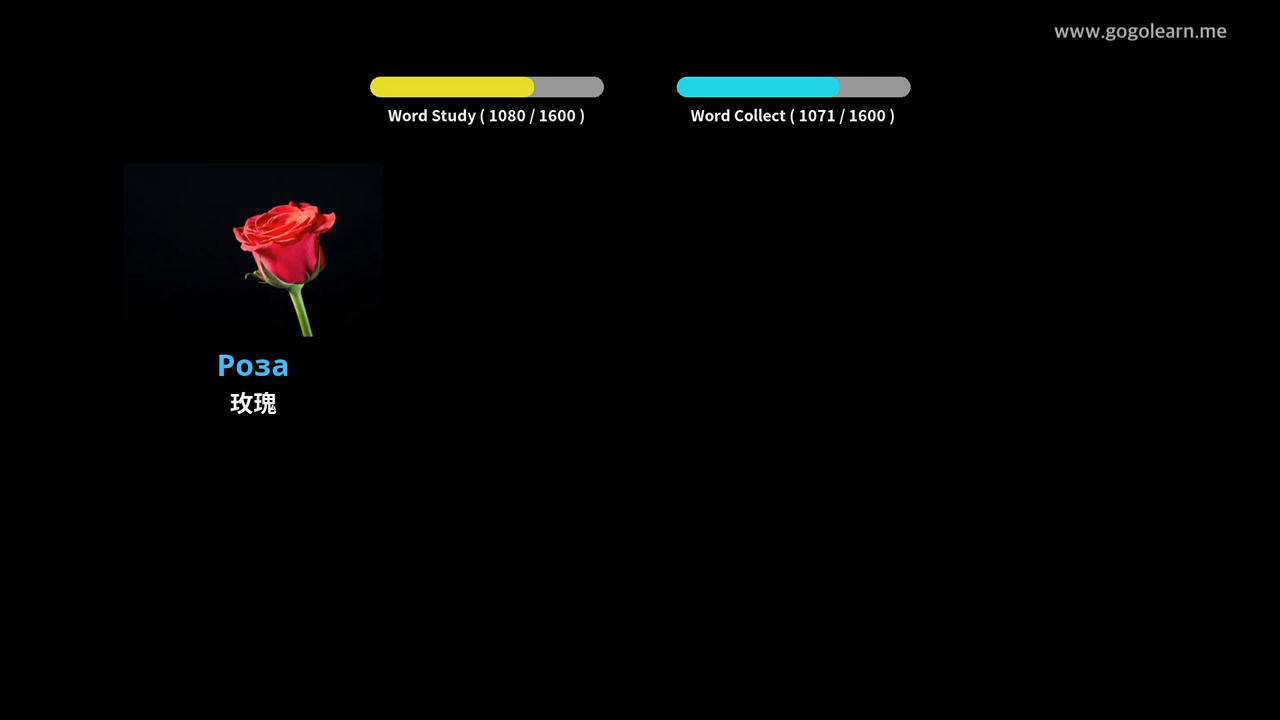 www.gogolearn.me
Word Study ( 1080 / 1600 )
Word Collect ( 1071 / 1600 )
Роза
玫瑰